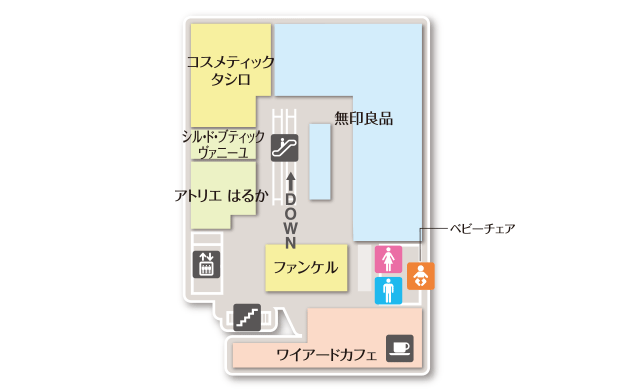 コスメティック
タシロ
無印良品
シル・ド・ブティック
ヴァニーユ
アトリエ はるか
DOWN
ベビーチェア
ファンケル
ワイアードカフェ